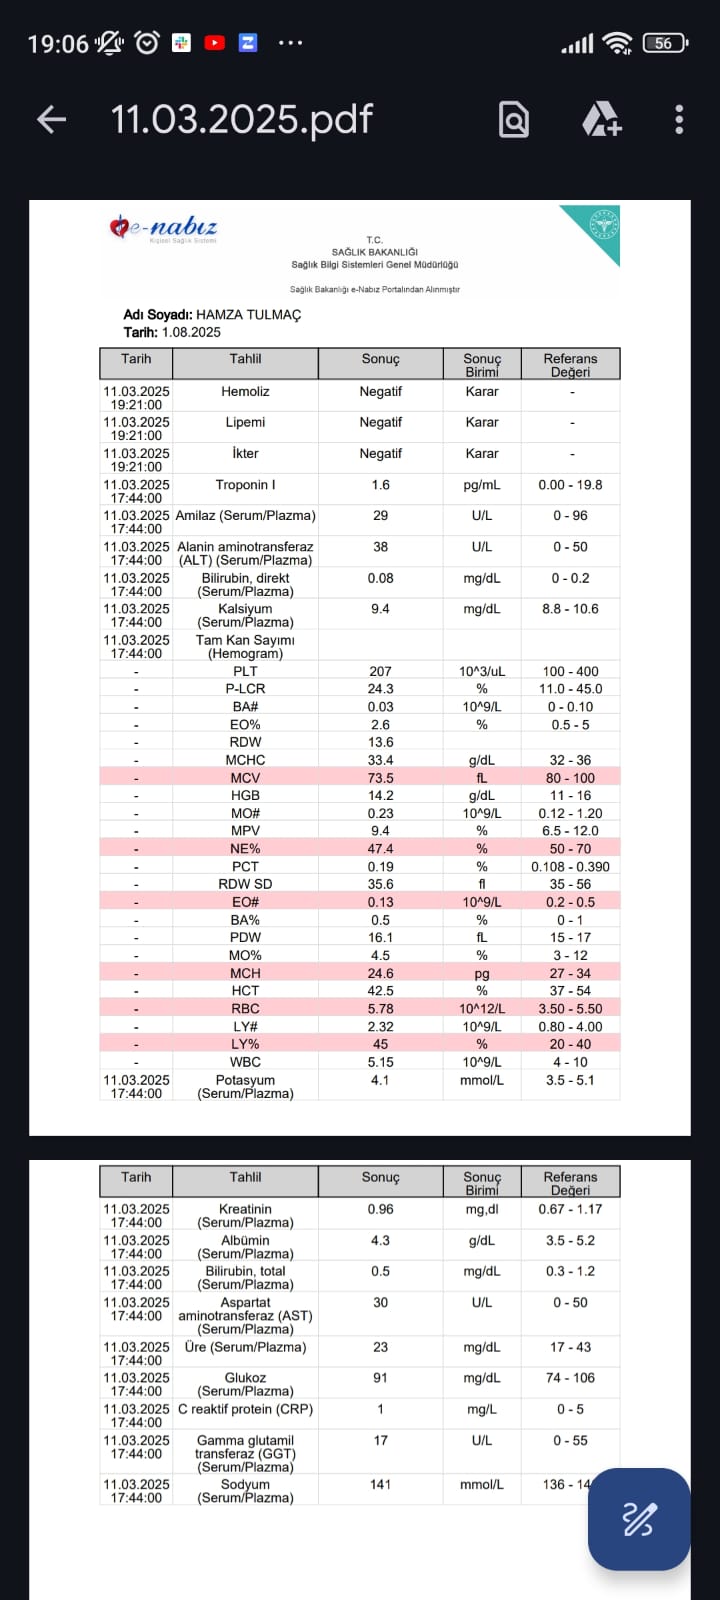 19:06
56
11.03.2025.pdf
e-nabız
Kişisel Sağlık Sistemi
T.C.
SAĞLIK BAKANLIĞI
Sağlık Bilgi Sistemleri Genel Müdürlüğü
Sağlık Bakanlığı e-Nabız Portalından Alınmıştır
Adı Soyadı: HAMZA TULMAÇ
Tarih: 1.08.2025
Tarih Tahlil Sonuç Sonuç Birimi Referans Değeri
11.03.2025 19:21:00 Hemoliz Negatif Karar -
11.03.2025 19:21:00 Lipemi Negatif Karar -
11.03.2025 19:21:00 İkter Negatif Karar -
11.03.2025 17:44:00 Troponin I 1.6 pg/mL 0.00 - 19.8
11.03.2025 17:44:00 Amilaz (Serum/Plazma) 29 U/L 0 - 96
11.03.2025 17:44:00 Alanin aminotransferaz (ALT) (Serum/Plazma) 38 U/L 0 - 50
11.03.2025 17:44:00 Bilirubin, direkt (Serum/Plazma) 0.08 mg/dL 0 - 0.2
11.03.2025 17:44:00 Kalsiyum (Serum/Plazma) 9.4 mg/dL 8.8 - 10.6
11.03.2025 17:44:00 Tam Kan Sayımı (Hemogram)
- PLT 207 10^3/uL 100 - 400
- P-LCR 24.3 % 11.0 - 45.0
- BA# 0.03 10^9/L 0 - 0.10
- EO% 2.6 % 0.5 - 5
- RDW 13.6
- MCHC 33.4 g/dL 32 - 36
- MCV 73.5 fL 80 - 100
- HGB 14.2 g/dL 11 - 16
- MO# 0.23 10^9/L 0.12 - 1.20
- MPV 9.4 % 6.5 - 12.0
- NE% 47.4 % 50 - 70
- PCT 0.19 % 0.108 - 0.390
- RDW SD 35.6 fl 35 - 56
- EO# 0.13 10^9/L 0.2 - 0.5
- BA% 0.5 % 0 - 1
- PDW 16.1 fL 15 - 17
- MO% 4.5 % 3 - 12
- MCH 24.6 pg 27 - 34
- HCT 42.5 % 37 - 54
- RBC 5.78 10^12/L 3.50 - 5.50
- LY# 2.32 10^9/L 0.80 - 4.00
- LY% 45 % 20 - 40
- WBC 5.15 10^9/L 4 - 10
11.03.2025 17:44:00 Potasyum (Serum/Plazma) 4.1 mmol/L 3.5 - 5.1
Tarih Tahlil Sonuç Sonuç Birimi Referans Değeri
11.03.2025 17:44:00 Kreatinin (Serum/Plazma) 0.96 mg,dl 0.67 - 1.17
11.03.2025 17:44:00 Albümin (Serum/Plazma) 4.3 g/dL 3.5 - 5.2
11.03.2025 17:44:00 Bilirubin, total (Serum/Plazma) 0.5 mg/dL 0.3 - 1.2
11.03.2025 17:44:00 Aspartat aminotransferaz (AST) (Serum/Plazma) 30 U/L 0 - 50
11.03.2025 17:44:00 Üre (Serum/Plazma) 23 mg/dL 17 - 43
11.03.2025 17:44:00 Glukoz (Serum/Plazma) 91 mg/dL 74 - 106
11.03.2025 17:44:00 C reaktif protein (CRP) 1 mg/L 0 - 5
11.03.2025 17:44:00 Gamma glutamil transferaz (GGT) (Serum/Plazma) 17 U/L 0 - 55
11.03.2025 17:44:00 Sodyum (Serum/Plazma) 141 mmol/L 136 -